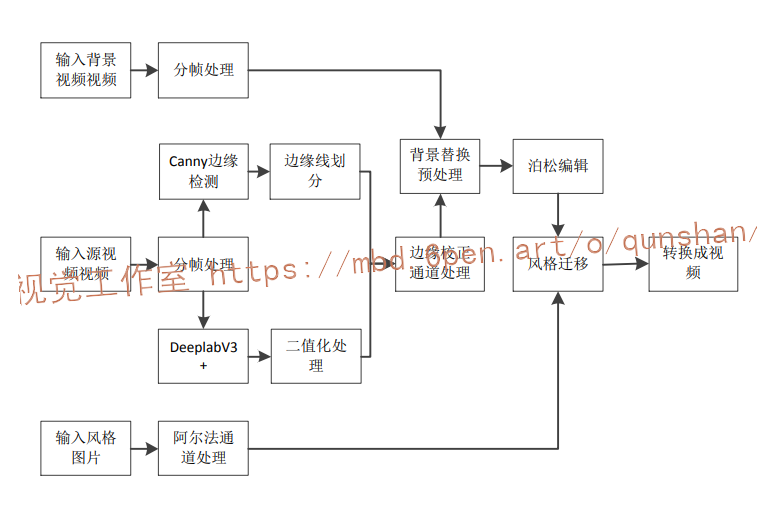 输入背景
视频视频
分帧处理
Canny边缘
检测
边缘线划
分
背景替换
预处理
泊松编辑
输入源视
频视频
分帧处理
边缘校正
通道处理
风格迁移
转换成视
频
视觉工作室 https://mbd.open.art/o/qunshan/
DeeplabV3
+
二值化处
理
输入风格
图片
阿尔法通
道处理